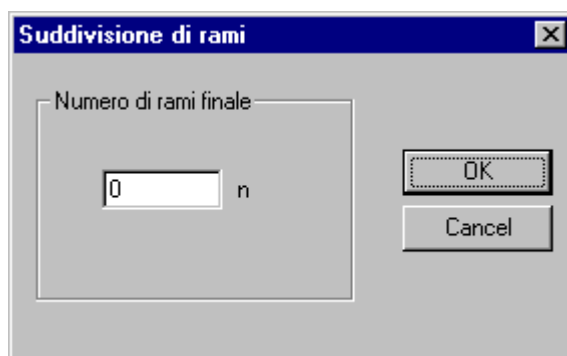 Suddivisione di rami
Numero di rami finale
0 n
OK
Cancel